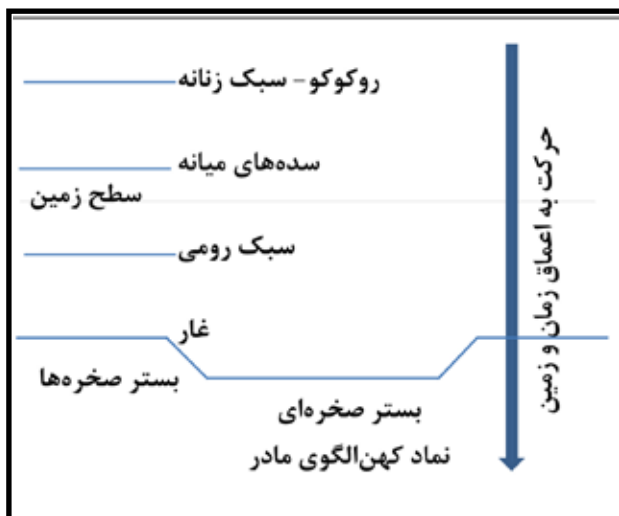 روکوکو – سبک زنانه
سده‌های میانه
سطح زمین
سبک رومی
غار
بستر صخره‌ها
بستر صخره‌ای
نماد کهن‌الگوی مادر
حرکت به اعماق زمان و زمین